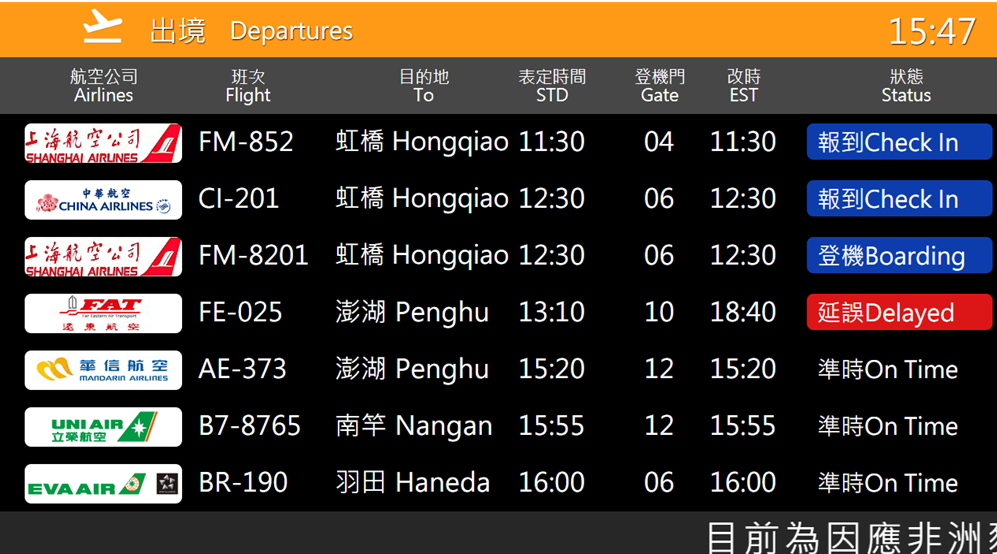 出境 Departures 15:47
航空公司 班次 目的地 表定時間 登機門 改時 狀態
Airlines Flight To STD Gate EST Status
上海航空公司 SHANGHAI AIRLINES FM-852 虹橋 Hongqiao 11:30 04 11:30 報到Check In
中華航空 CHINA AIRLINES CI-201 虹橋 Hongqiao 12:30 06 12:30 報到Check In
上海航空公司 SHANGHAI AIRLINES FM-8201 虹橋 Hongqiao 12:30 06 12:30 登機Boarding
FAT Far Eastern Air Transport 遠東航空 FE-025 澎湖 Penghu 13:10 10 18:40 延誤Delayed
華信航空 MANDARIN AIRLINES AE-373 澎湖 Penghu 15:20 12 15:20 準時On Time
UNI AIR 立榮航空 B7-8765 南竿 Nangan 15:55 12 15:55 準時On Time
EVA AIR BR-190 羽田 Haneda 16:00 06 16:00 準時On Time
目前為因應非洲